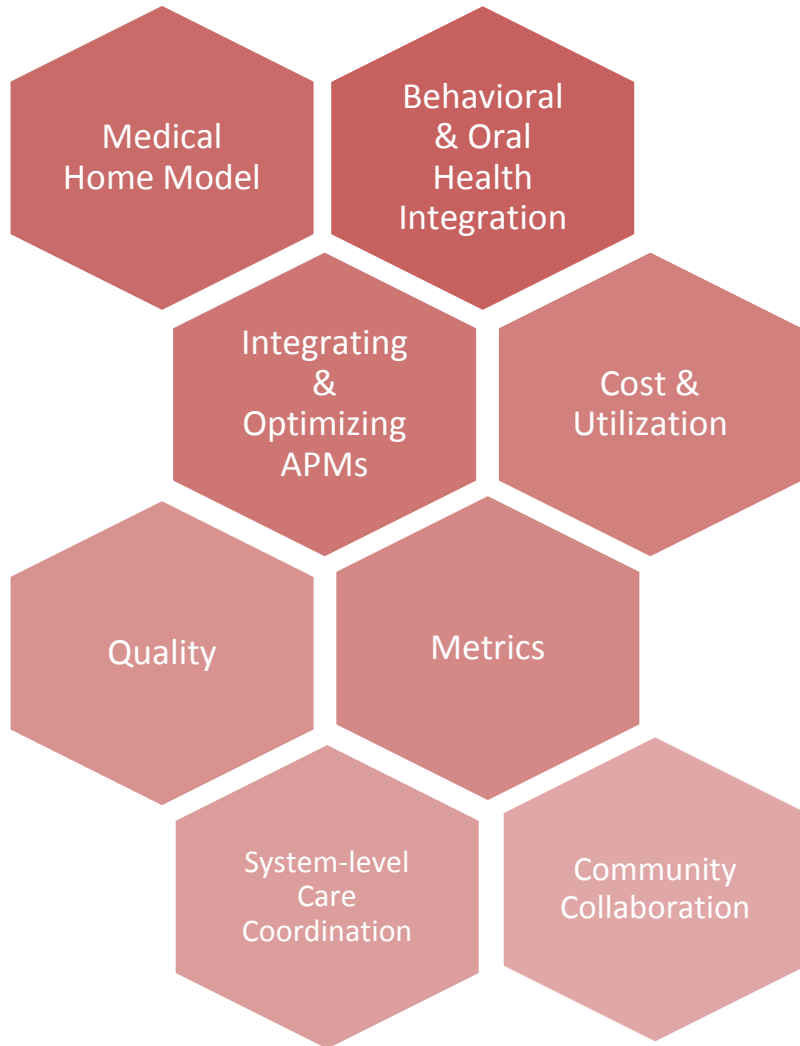 Medical
Home Model
Behavioral
& Oral
Health
Integration
Integrating
&
Optimizing
APMs
Cost &
Utilization
Quality
Metrics
System-level
Care
Coordination
Community
Collaboration